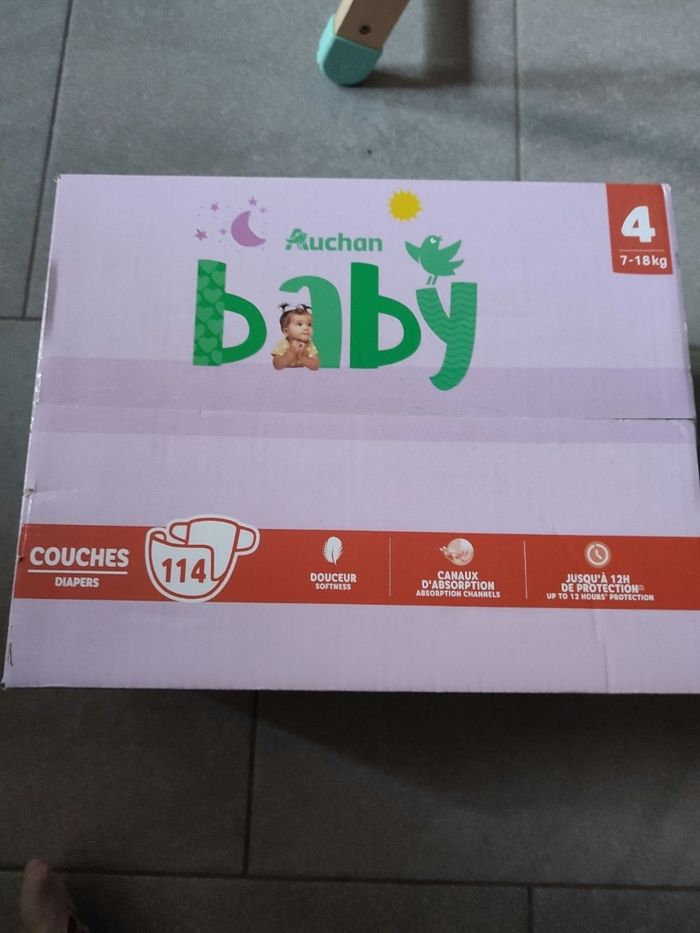 Auchan
baby
4
7-18kg
COUCHES
DIAPERS
114
DOUCEUR
SOFTNESS
CANAUX
D'ABSORPTION
ABSORPTION CHANNELS
JUSQU'À 12H
DE PROTECTION
UP TO 12 HOURS' PROTECTION